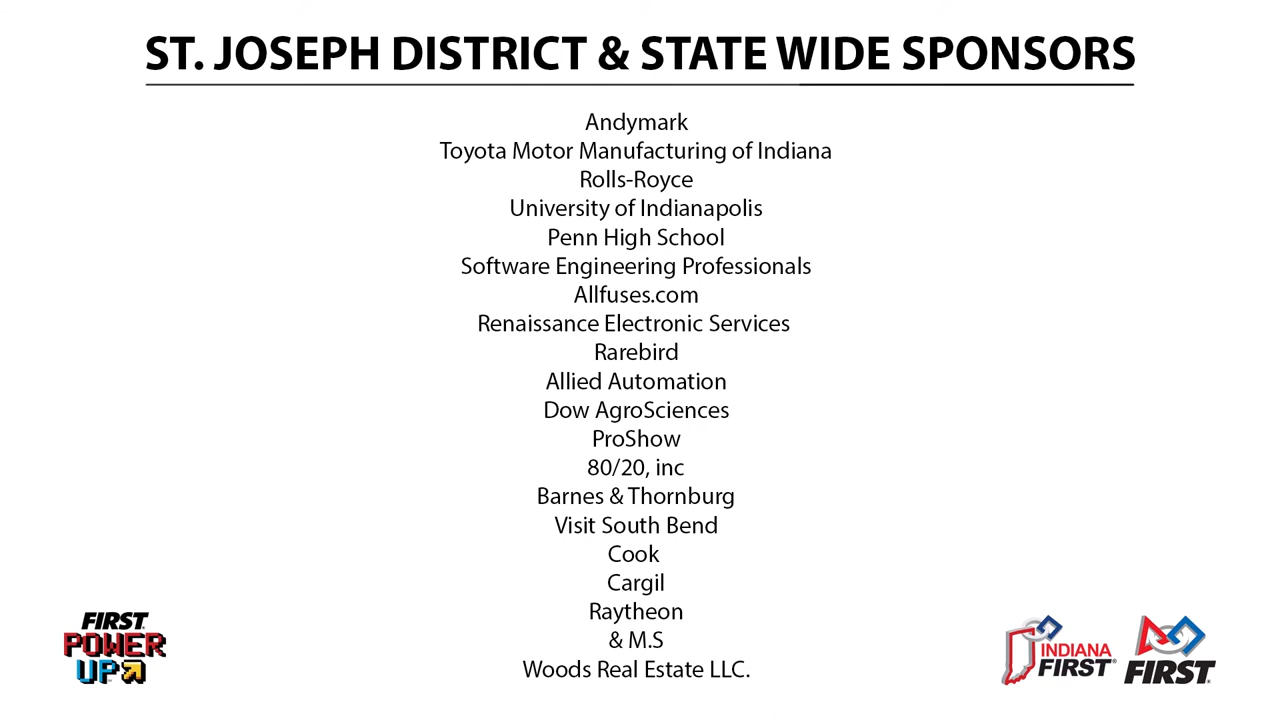 ST. JOSEPH DISTRICT & STATE WIDE SPONSORS
Andymark
Toyota Motor Manufacturing of Indiana
Rolls-Royce
University of Indianapolis
Penn High School
Software Engineering Professionals
Allfuses.com
Renaissance Electronic Services
Rarebird
Allied Automation
Dow AgroSciences
ProShow
80/20, inc
Barnes & Thornburg
Visit South Bend
Cook
Cargil
Raytheon
& M.S
Woods Real Estate LLC.
FIRST
POWER
UP
INDIANA
FIRST
FIRST